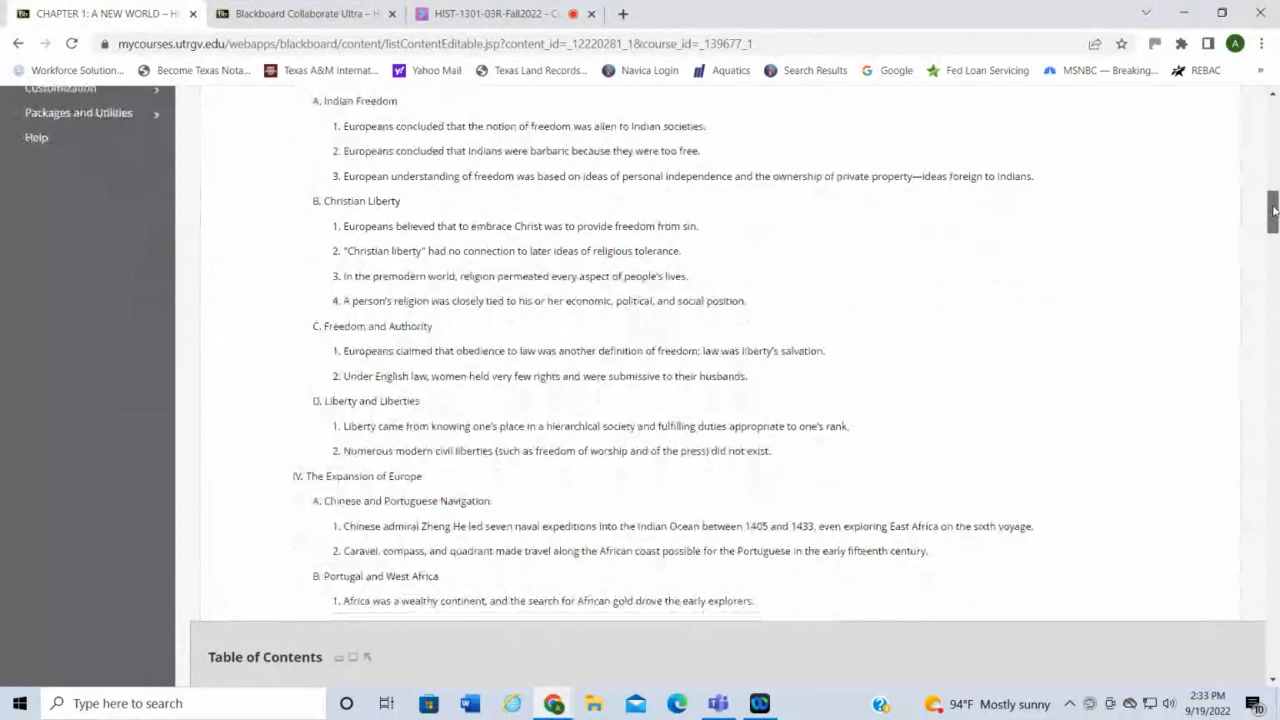 CHAPTER 1: A NEW WORLD – H
Blackboard Collaborate Ultra – H
HIST-1301-03R-Fall2022 - C
mycourses.utrgv.edu/webapps/blackboard/content/listContentEditable.jsp?content_id=_12220281_1&course_id=_139677_1
A
Workforce Solution...
Become Texas Nota...
Texas A&M Internat...
Yahoo Mail
Texas Land Records...
Navica Login
Aquatics
Search Results
Google
Fed Loan Servicing
MSNBC — Breaking...
REBAC
»
Customization
Packages and Utilities
Help
A. Indian Freedom
1. Europeans concluded that the notion of freedom was alien to Indian societies.
2. Europeans concluded that Indians were barbaric because they were too free.
3. European understanding of freedom was based on ideas of personal independence and the ownership of private property—ideas foreign to Indians.
B. Christian Liberty
1. Europeans believed that to embrace Christ was to provide freedom from sin.
2. "Christian liberty" had no connection to later ideas of religious tolerance.
3. In the premodern world, religion permeated every aspect of people's lives.
4. A person's religion was closely tied to his or her economic, political, and social position.
C. Freedom and Authority
1. Europeans claimed that obedience to law was another definition of freedom; law was liberty's salvation.
2. Under English law, women held very few rights and were submissive to their husbands.
D. Liberty and Liberties
1. Liberty came from knowing one's place in a hierarchical society and fulfilling duties appropriate to one's rank.
2. Numerous modern civil liberties (such as freedom of worship and of the press) did not exist.
IV. The Expansion of Europe
A. Chinese and Portuguese Navigation
1. Chinese admiral Zheng He led seven naval expeditions into the Indian Ocean between 1405 and 1433, even exploring East Africa on the sixth voyage.
2. Caravel, compass, and quadrant made travel along the African coast possible for the Portuguese in the early fifteenth century.
B. Portugal and West Africa
1. Africa was a wealthy continent, and the search for African gold drove the early explorers.
Table of Contents
Type here to search
94°F Mostly sunny
2:33 PM
9/19/2022
10